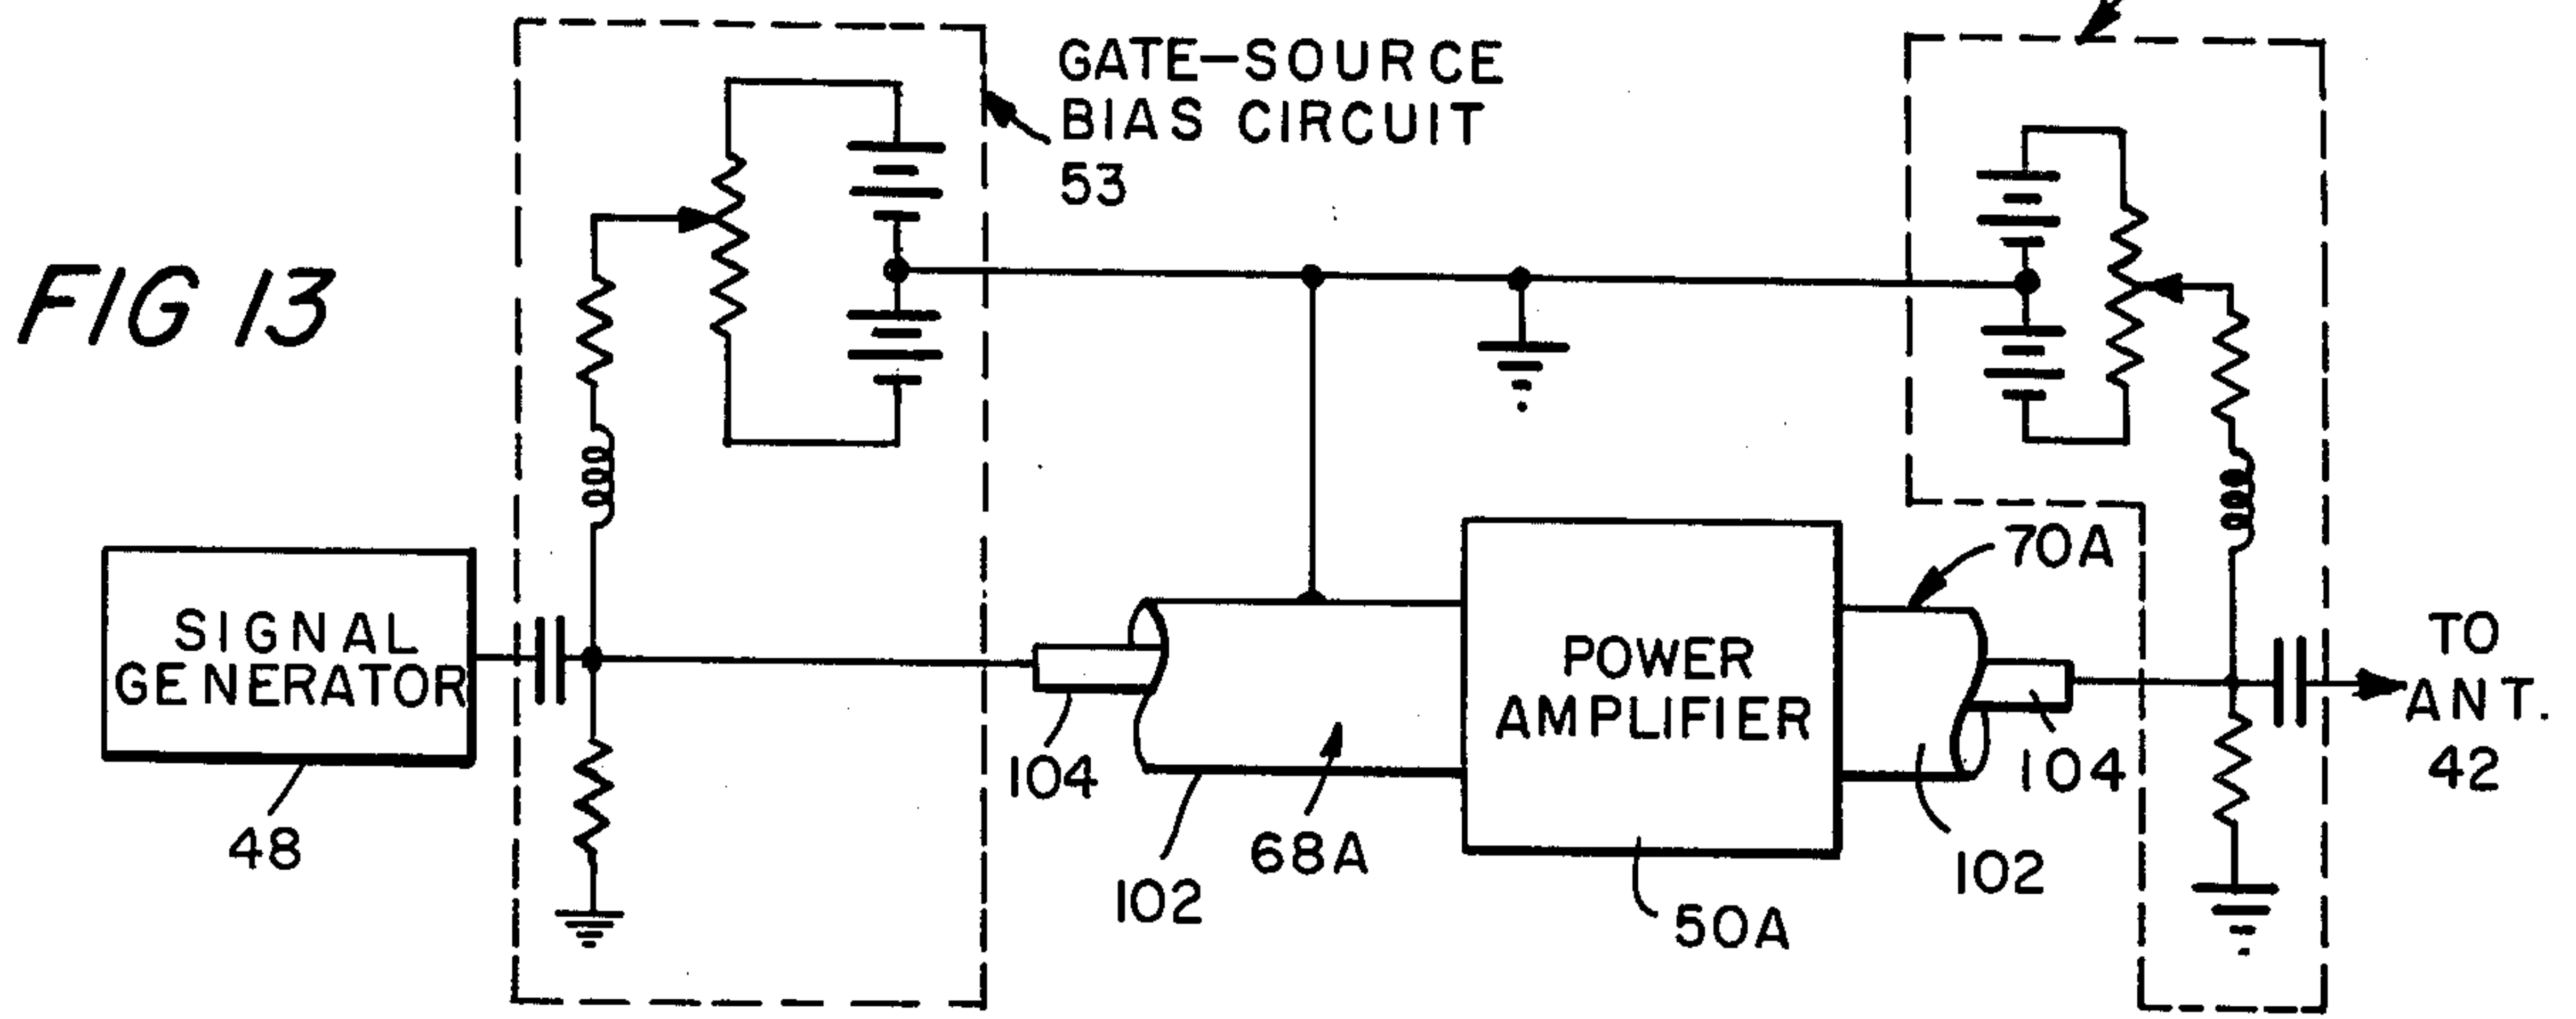 GATE-SOURCE
BIAS CIRCUIT
53
FIG 13
SIGNAL
GENERATOR
48
104
102
68A
POWER
AMPLIFIER
50A
70A
104
102
TO
ANT.
42